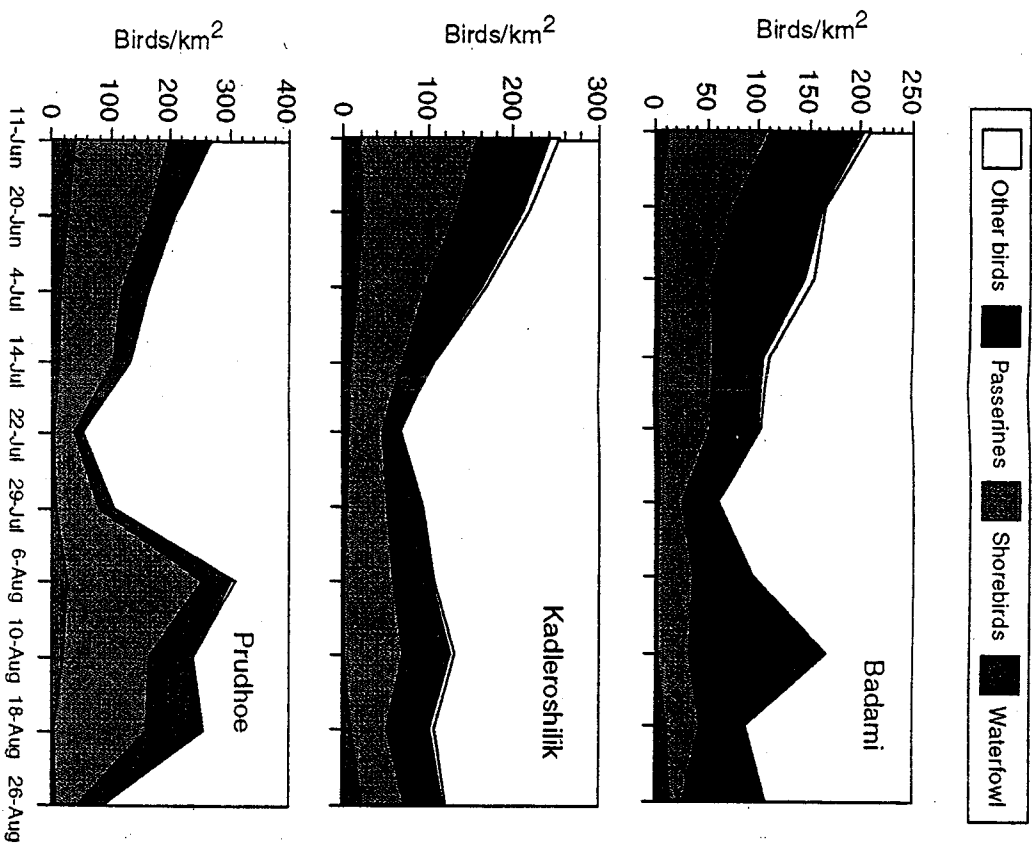 Other birds
Passerines
Shorebirds
Waterfowl
Birds/km²
250
200
150
100
50
0
Badami
Birds/km²
300
200
100
0
Kadleroshilik
Birds/km²
400
300
200
100
0
Prudhoe
11-Jun 20-Jun 4-Jul 14-Jul 22-Jul 29-Jul 6-Aug 10-Aug 18-Aug 26-Aug